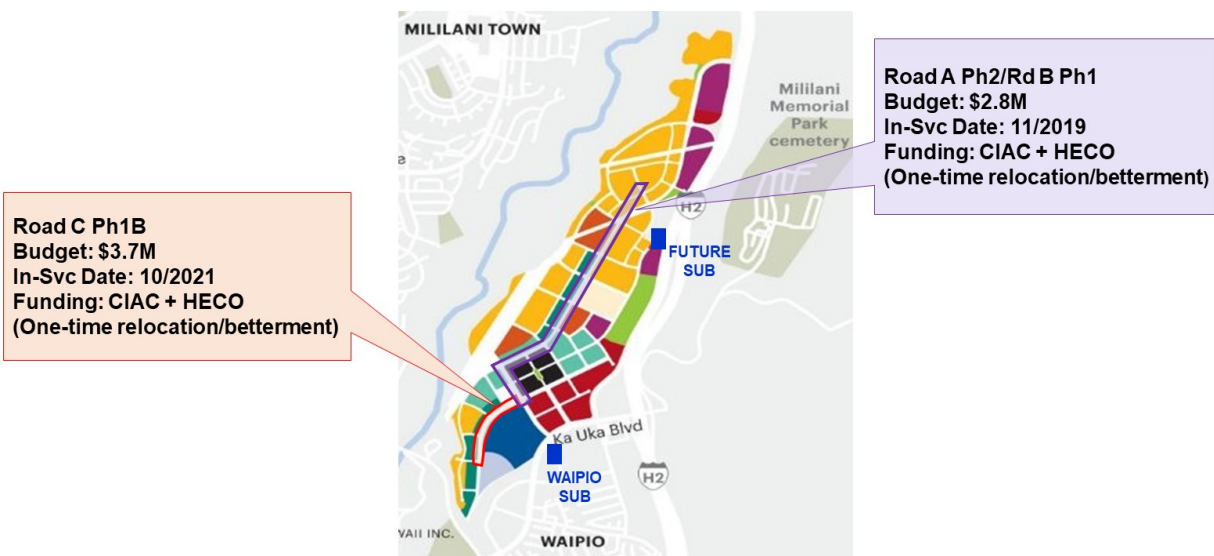 MILILANI TOWN
Road A Ph2/Rd B Ph1
Budget: $2.8M
In-Svc Date: 11/2019
Funding: CIAC + HECO
(One-time relocation/betterment)
Mililani
Memorial
Park
cemetery
H2
FUTURE
SUB
Road C Ph1B
Budget: $3.7M
In-Svc Date: 10/2021
Funding: CIAC + HECO
(One-time relocation/betterment)
Ka Uka Blvd
WAIPIO
SUB
H2
WAII INC.
WAIPIO